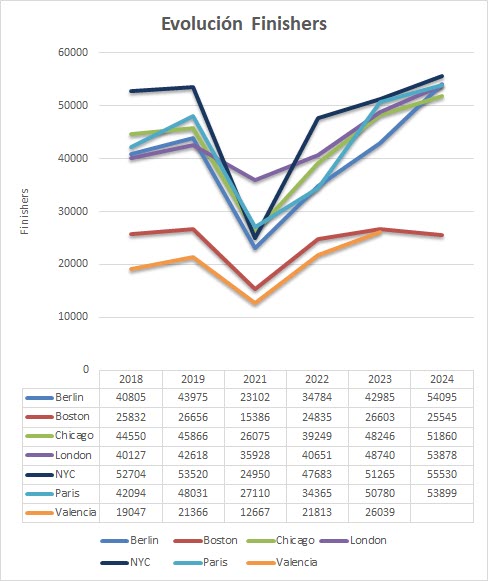 Evolución Finishers
60000
50000
40000
30000
20000
10000
0
Finishers
2018 2019 2021 2022 2023 2024
Berlin 40805 43975 23102 34784 42985 54095
Boston 25832 26656 15386 24835 26603 25545
Chicago 44550 45866 26075 39249 48246 51860
London 40127 42618 35928 40651 48740 53878
NYC 52704 53520 24950 47683 51265 55530
Paris 42094 48031 27110 34365 50780 53899
Valencia 19047 21366 12667 21813 26039
Berlin Boston Chicago London
NYC Paris Valencia